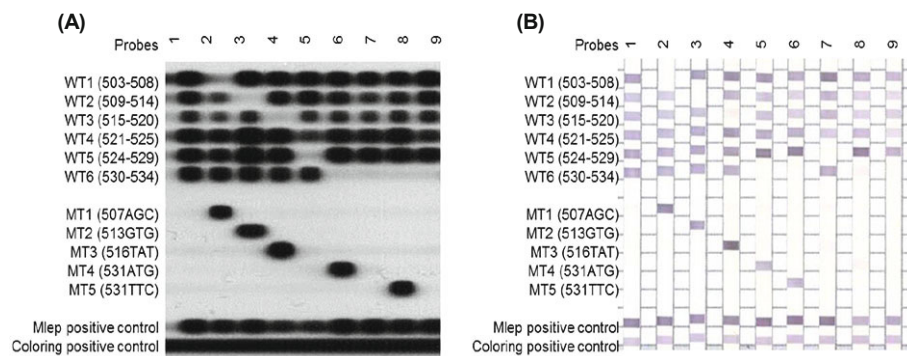 (A)
Probes 1 2 3 4 5 6 7 8 9
WT1 (503-508)
WT2 (509-514)
WT3 (515-520)
WT4 (521-525)
WT5 (524-529)
WT6 (530-534)
MT1 (507AGC)
MT2 (513GTG)
MT3 (516TAT)
MT4 (531ATG)
MT5 (531TTC)
Mlep positive control
Coloring positive control
(B)
Probes 1 2 3 4 5 6 7 8 9
WT1 (503-508)
WT2 (509-514)
WT3 (515-520)
WT4 (521-525)
WT5 (524-529)
WT6 (530-534)
MT1 (507AGC)
MT2 (513GTG)
MT3 (516TAT)
MT4 (531ATG)
MT5 (531TTC)
Mlep positive control
Coloring positive control